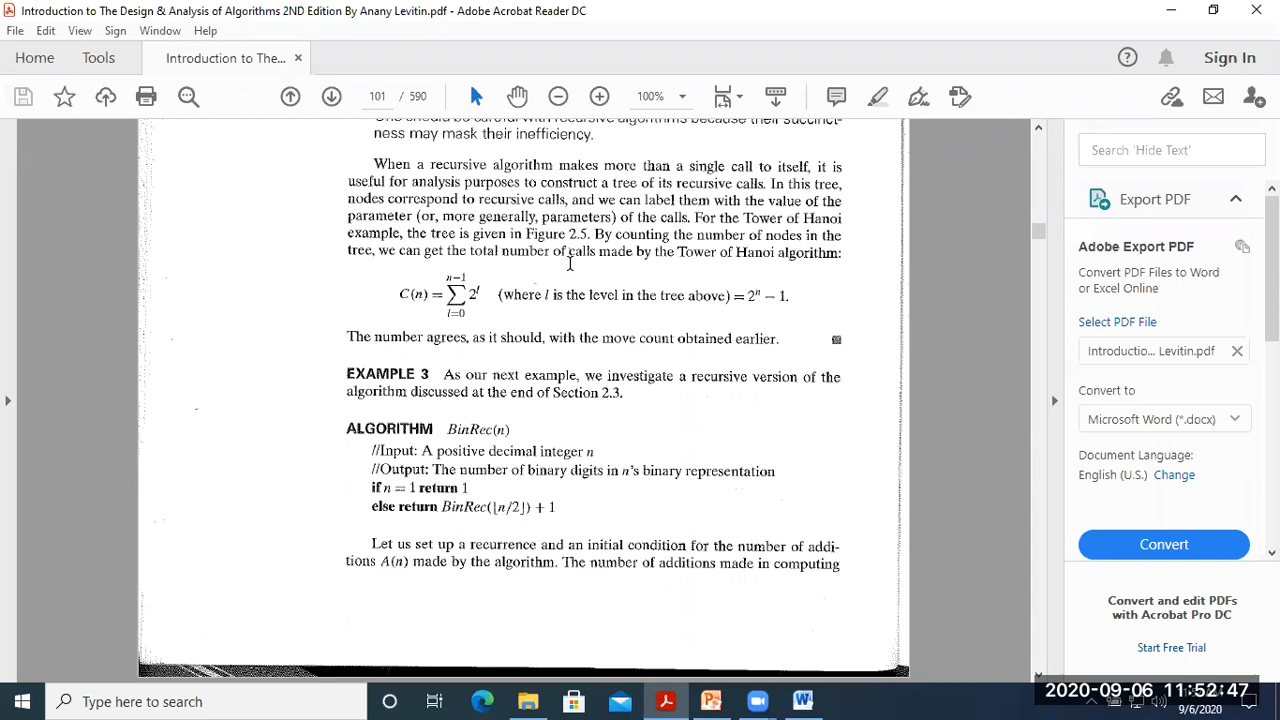 Introduction to The Design & Analysis of Algorithms 2ND Edition By Anany Levitin.pdf - Adobe Acrobat Reader DC
File Edit View Sign Window Help
Home Tools Introduction to The... × Sign In
101 / 590 100%
One should be careful with recursive algorithms because their succinct-
ness may mask their inefficiency.
When a recursive algorithm makes more than a single call to itself, it is
useful for analysis purposes to construct a tree of its recursive calls. In this tree,
nodes correspond to recursive calls, and we can label them with the value of the
parameter (or, more generally, parameters) of the calls. For the Tower of Hanoi
example, the tree is given in Figure 2.5. By counting the number of nodes in the
tree, we can get the total number of calls made by the Tower of Hanoi algorithm:
n−1
C(n) = ∑ 2^l (where l is the level in the tree above) = 2^n − 1.
l=0
The number agrees, as it should, with the move count obtained earlier.
EXAMPLE 3 As our next example, we investigate a recursive version of the
algorithm discussed at the end of Section 2.3.
ALGORITHM BinRec(n)
//Input: A positive decimal integer n
//Output: The number of binary digits in n's binary representation
if n = 1 return 1
else return BinRec(⌊n/2⌋) + 1
Let us set up a recurrence and an initial condition for the number of addi-
tions A(n) made by the algorithm. The number of additions made in computing
Search 'Hide Text'
Export PDF
Adobe Export PDF
Convert PDF Files to Word
or Excel Online
Select PDF File
Introductio... Levitin.pdf
Convert to
Microsoft Word (*.docx)
Document Language:
English (U.S.) Change
Convert
Convert and edit PDFs
with Acrobat Pro DC
Start Free Trial
Type here to search
2020-09-06 11:52:47
9/6/2020